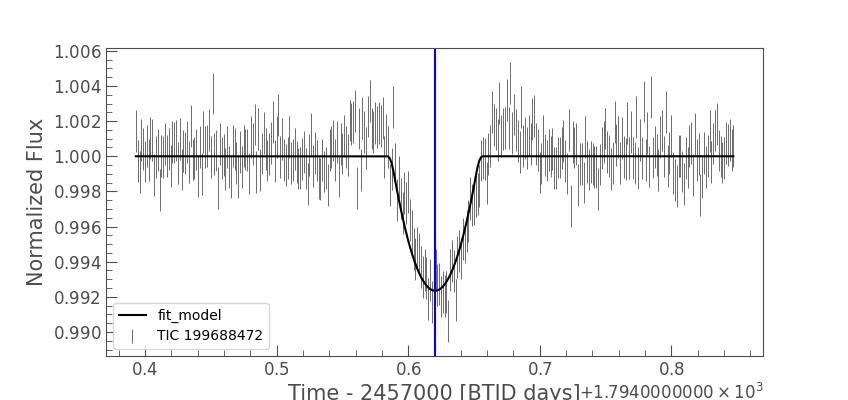 1.006
1.004
1.002
1.000
0.998
0.996
0.994
0.992
0.990
Normalized Flux
fit_model
TIC 199688472
0.4 0.5 0.6 0.7 0.8
Time - 2457000 [BTJD days] +1.7940000000 × 10³